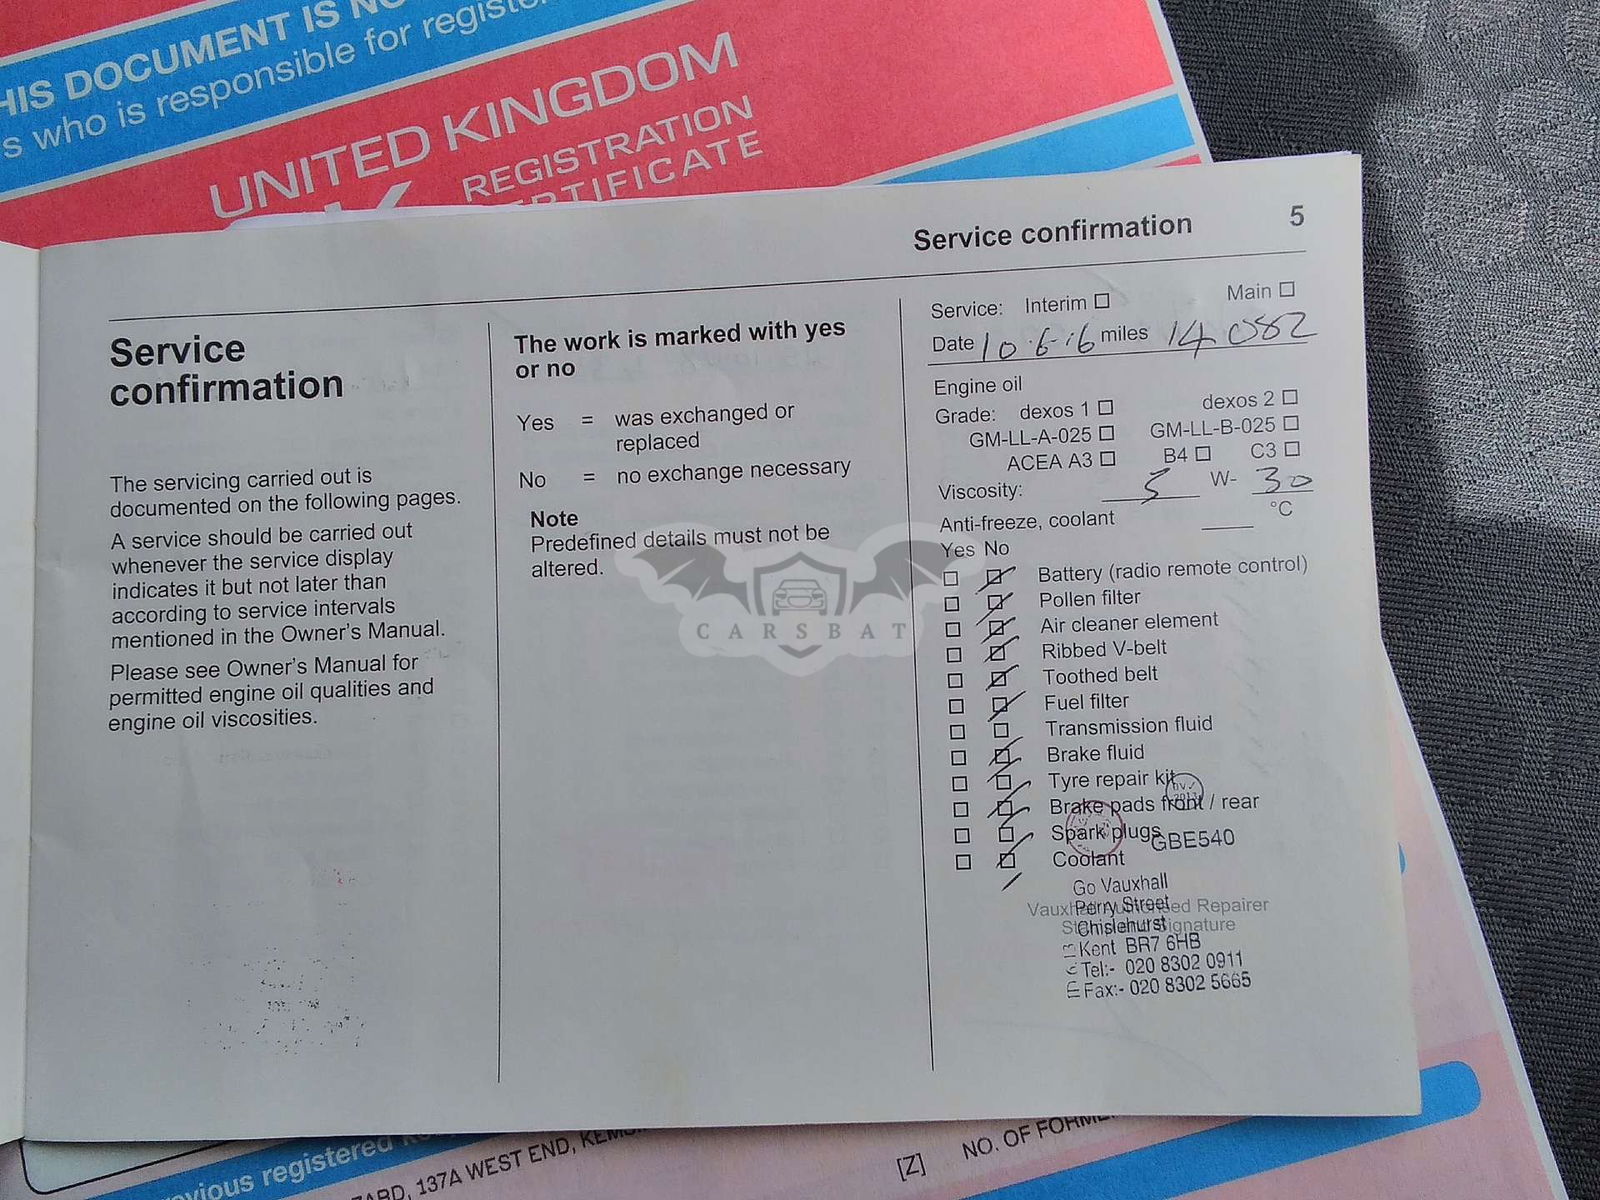 HIS DOCUMENT IS
s who is responsible for
UNITED KINGDOM
REGISTRATION
CERTIFICATE
Service confirmation 5
Service
confirmation
The servicing carried out is
documented on the following pages.
A service should be carried out
whenever the service display
indicates it but not later than
according to service intervals
mentioned in the Owner's Manual.
Please see Owner's Manual for
permitted engine oil qualities and
engine oil viscosities.
The work is marked with yes
or no
Yes = was exchanged or
replaced
No = no exchange necessary
Note
Predefined details must not be
altered.
CARSBAT
Service: Interim Main
Date 10.6.16 miles 14082
Engine oil
Grade: dexos 1 dexos 2
GM-LL-A-025 GM-LL-B-025
ACEA A3 B4 C3
Viscosity: 5 W- 30
Anti-freeze, coolant °C
Yes No
Battery (radio remote control)
Pollen filter
Air cleaner element
Ribbed V-belt
Toothed belt
Fuel filter
Transmission fluid
Brake fluid
Tyre repair kit
Brake pads front / rear
Spark plugs
GBE540
Coolant
Go Vauxhall
Perry Street
Chislehurst
Kent BR7 6HB
Tel:- 020 8302 0911
Fax:- 020 8302 5665
Repairer
vious registered
137A WEST END,
[Z] NO. OF